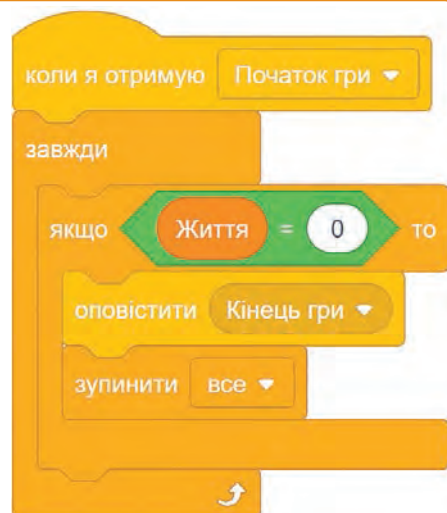 коли я отримую Початок гри
завжди
якщо Життя = 0 то
оповістити Кінець гри
зупинити все